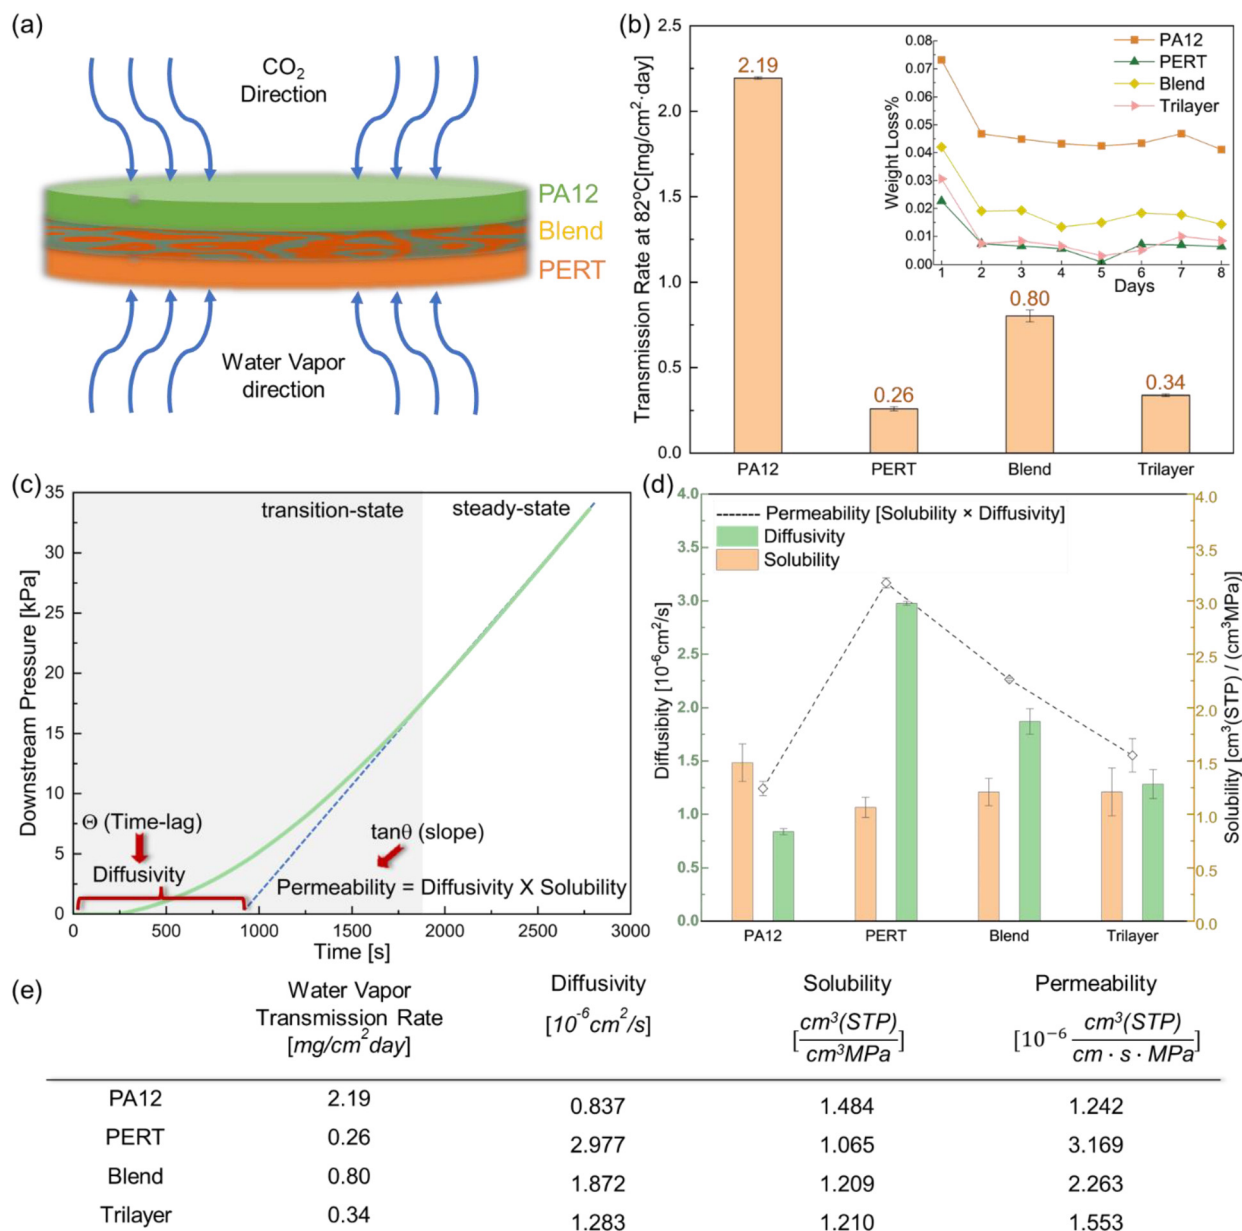 (a)
CO₂
Direction
PA12
Blend
PERT
Water Vapor
direction
(b)
Transmission Rate at 82°C[mg/cm²·day]
2.5
2.0
1.5
1.0
0.5
0.0
2.19
0.26
0.80
0.34
PA12
PERT
Blend
Trilayer
Weight Loss%
0.08
0.07
0.06
0.05
0.04
0.03
0.02
0.01
0.00
1 2 3 4 5 6 7 8
Days
PA12
PERT
Blend
Trilayer
(c)
Downstream Pressure [kPa]
35
30
25
20
15
10
5
0
transition-state
steady-state
Θ (Time-lag)
Diffusivity
tanθ (slope)
Permeability = Diffusivity X Solubility
0 500 1000 1500 2000 2500 3000
Time [s]
(d)
Diffusibity [10⁻⁶cm²/s]
4.0
3.5
3.0
2.5
2.0
1.5
1.0
0.5
0.0
Permeability [Solubility × Diffusivity]
Diffusivity
Solubility
PA12
PERT
Blend
Trilayer
4.0
3.5
3.0
2.5
2.0
1.5
1.0
0.5
0.0
Solubility [cm³(STP) / (cm³MPa)]
(e)
Water Vapor
Transmission Rate
[mg/cm²day]
Diffusivity
[10⁻⁶cm²/s]
Solubility
[cm³(STP)
cm³MPa]
Permeability
[10⁻⁶ cm³(STP)
cm · s · MPa]
PA12 2.19 0.837 1.484 1.242
PERT 0.26 2.977 1.065 3.169
Blend 0.80 1.872 1.209 2.263
Trilayer 0.34 1.283 1.210 1.553